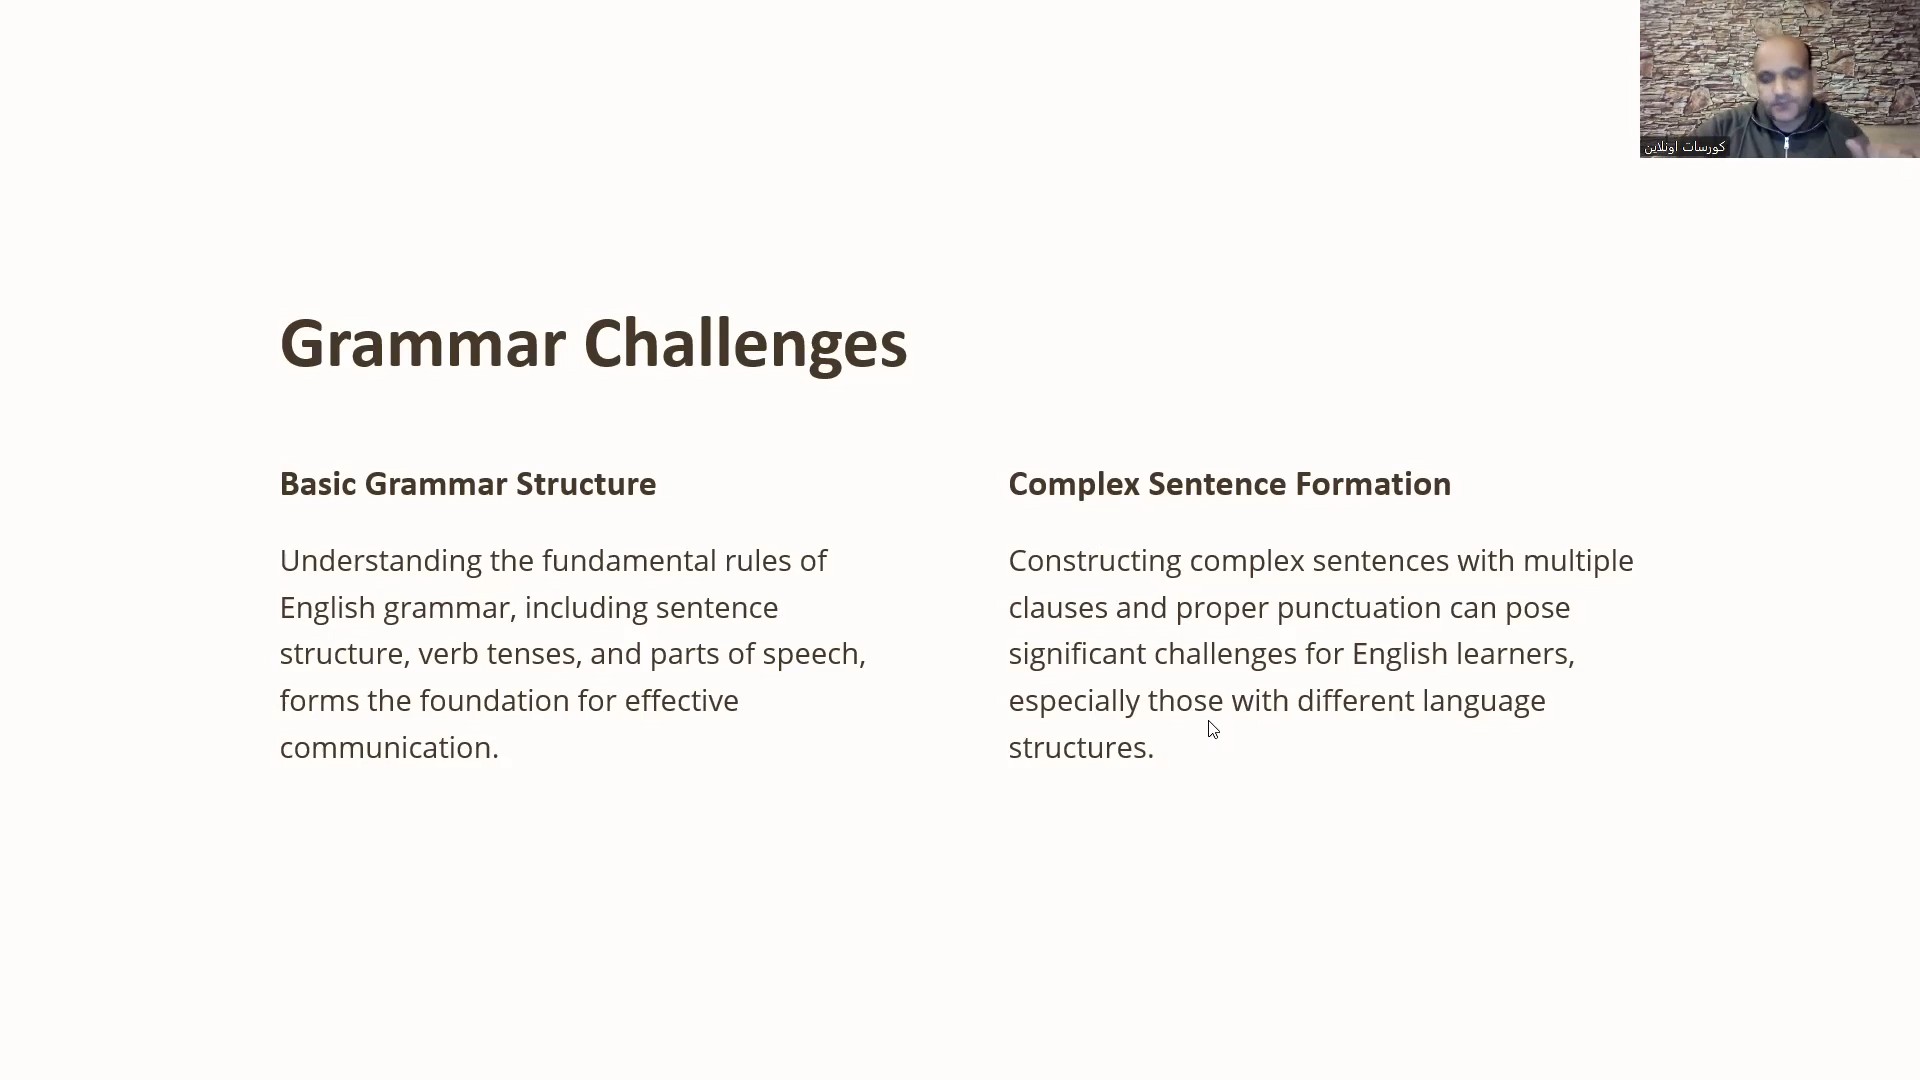 كورسات اونلاين
Grammar Challenges
Basic Grammar Structure
Understanding the fundamental rules of
English grammar, including sentence
structure, verb tenses, and parts of speech,
forms the foundation for effective
communication.
Complex Sentence Formation
Constructing complex sentences with multiple
clauses and proper punctuation can pose
significant challenges for English learners,
especially those with different language
structures.